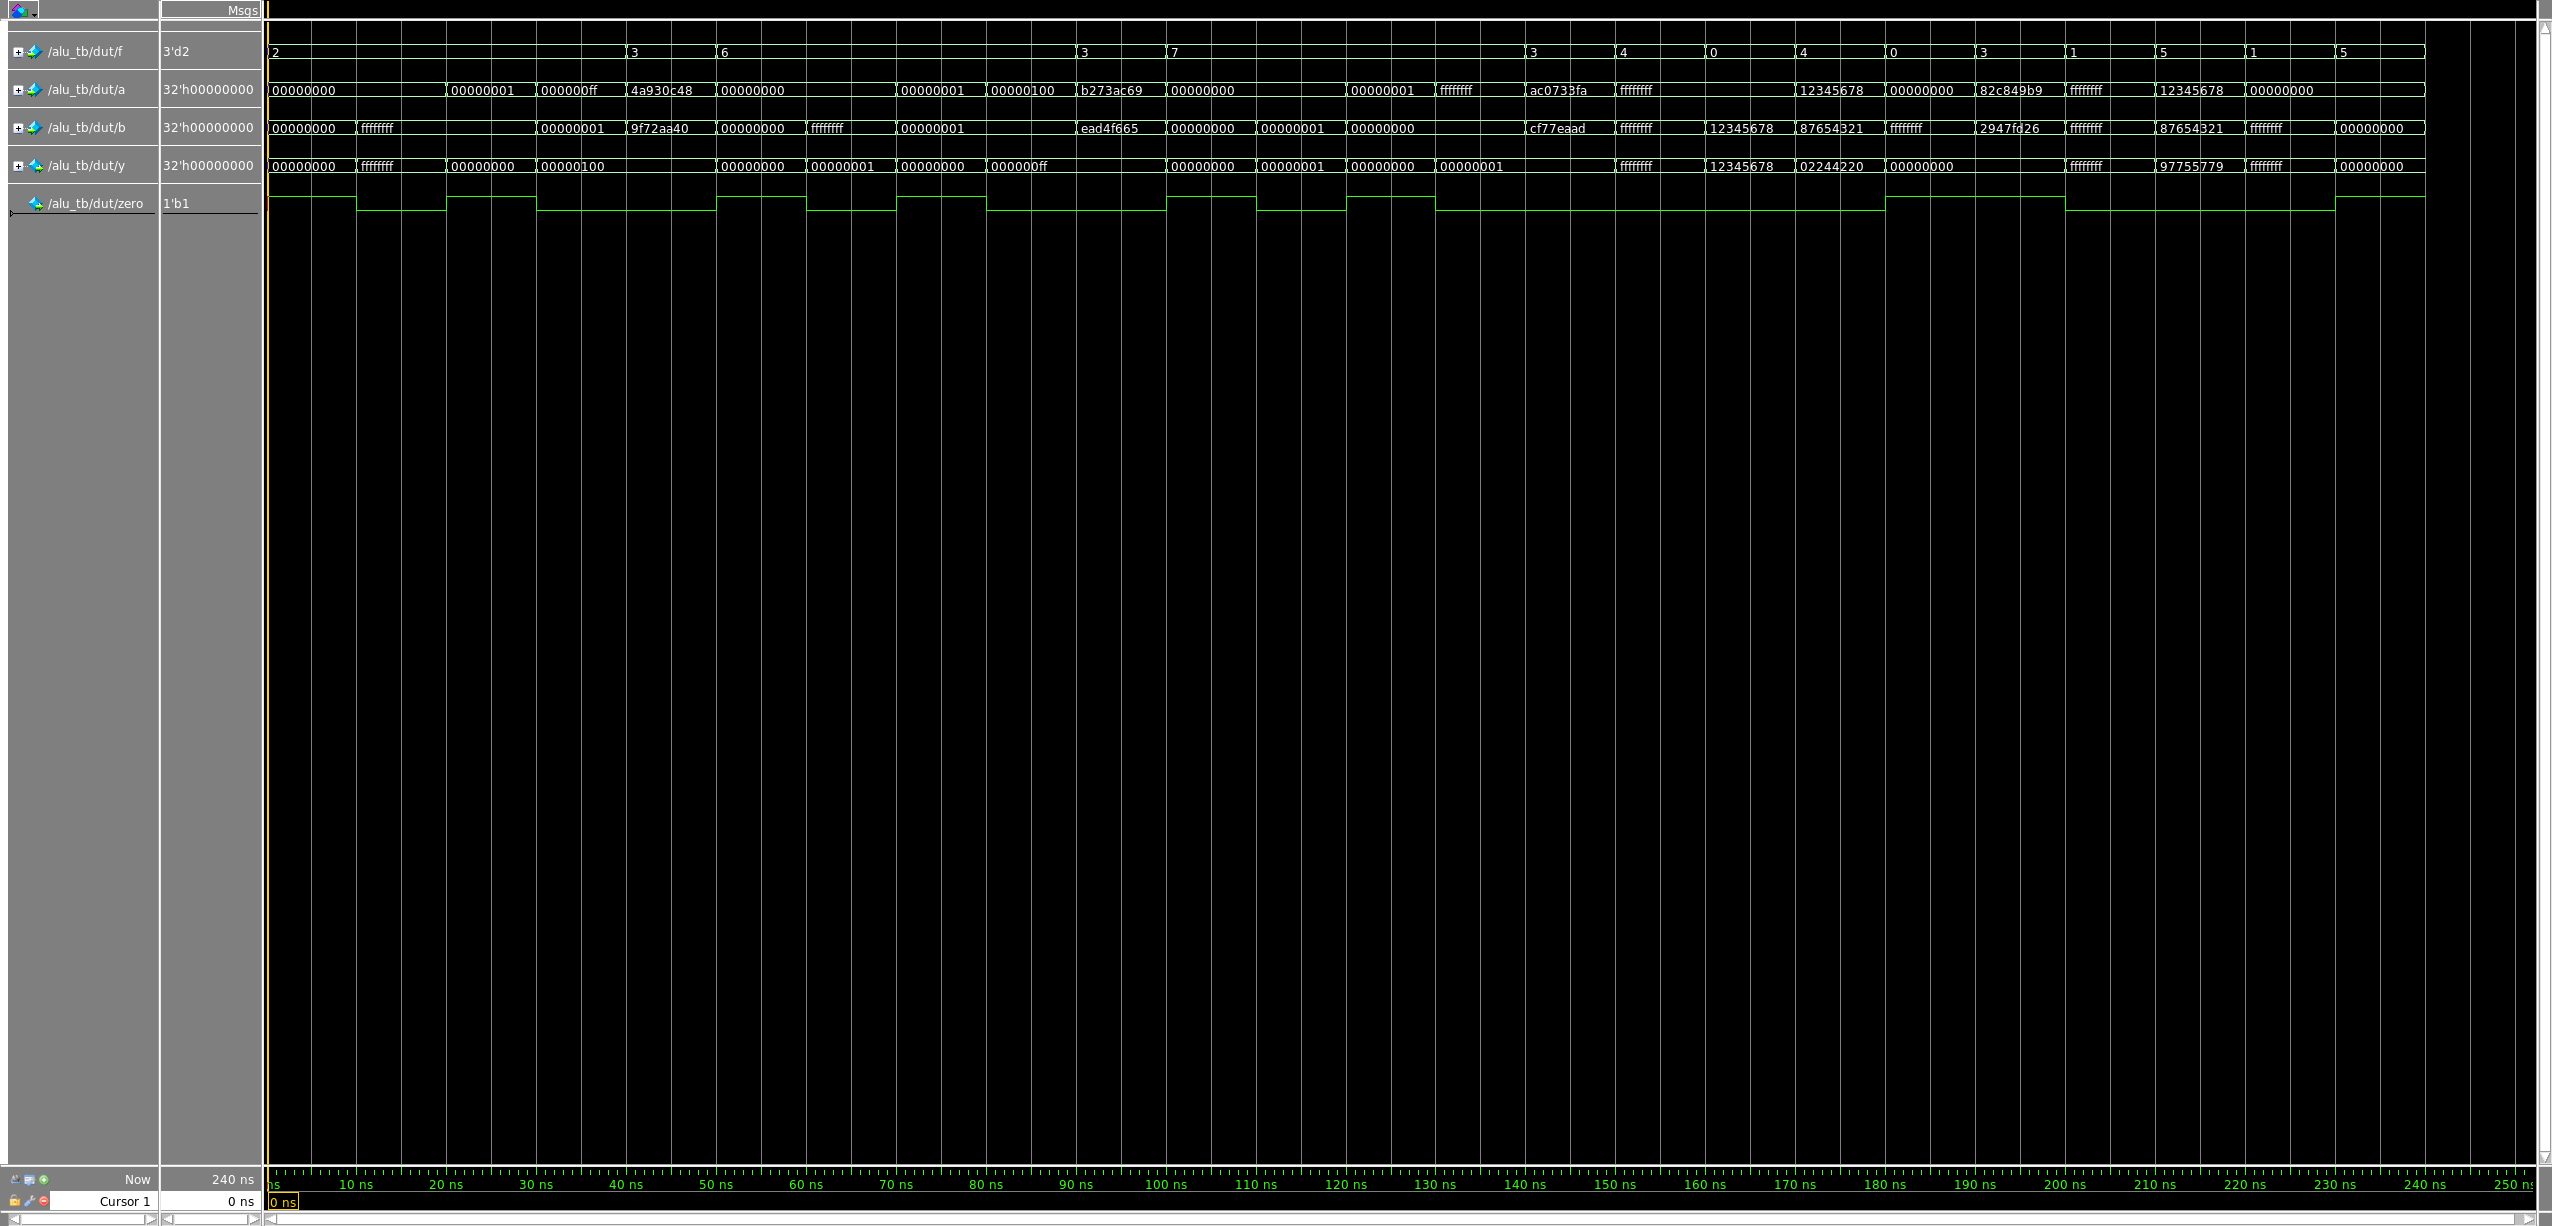 Msgs
/alu_tb/dut/f 3'd2 2 3 6 3 7 3 4 0 4 0 3 1 5 1 5
/alu_tb/dut/a 32'h00000000 00000000 00000001 000000ff 4a930c48 00000000 00000001 00000100 b273ac69 00000000 00000001 ffffffff ac0733fa ffffffff 12345678 00000000 82c849b9 ffffffff 12345678 00000000
/alu_tb/dut/b 32'h00000000 00000000 ffffffff 00000001 9f72aa40 00000000 ffffffff 00000001 ead4f665 00000000 00000001 00000000 cf77eaad ffffffff 12345678 87654321 ffffffff 2947fd26 ffffffff 87654321 ffffffff 00000000
/alu_tb/dut/y 32'h00000000 00000000 ffffffff 00000000 00000100 00000000 00000001 00000000 000000ff 00000000 00000001 00000000 00000001 ffffffff 12345678 02244220 00000000 ffffffff 97755779 ffffffff 00000000
/alu_tb/dut/zero 1'b1
Now 240 ns ns 10 ns 20 ns 30 ns 40 ns 50 ns 60 ns 70 ns 80 ns 90 ns 100 ns 110 ns 120 ns 130 ns 140 ns 150 ns 160 ns 170 ns 180 ns 190 ns 200 ns 210 ns 220 ns 230 ns 240 ns 250 ns
Cursor 1 0 ns 0 ns